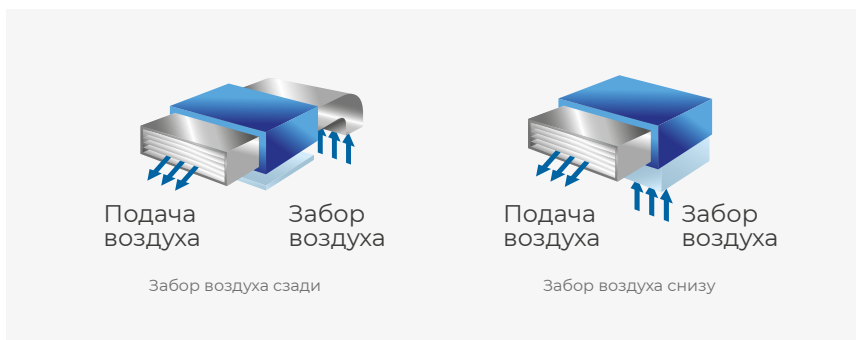 Подача
воздуха
Забор
воздуха
Забор воздуха сзади
Подача
воздуха
Забор
воздуха
Забор воздуха снизу